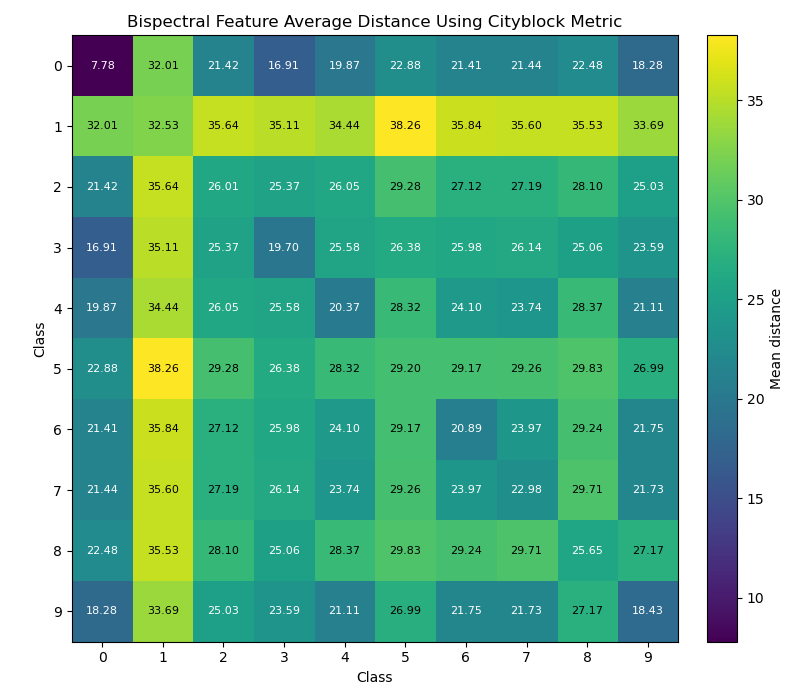 Bispectral Feature Average Distance Using Cityblock Metric
0 7.78 32.01 21.42 16.91 19.87 22.88 21.41 21.44 22.48 18.28
1 32.01 32.53 35.64 35.11 34.44 38.26 35.84 35.60 35.53 33.69
2 21.42 35.64 26.01 25.37 26.05 29.28 27.12 27.19 28.10 25.03
3 16.91 35.11 25.37 19.70 25.58 26.38 25.98 26.14 25.06 23.59
4 19.87 34.44 26.05 25.58 20.37 28.32 24.10 23.74 28.37 21.11
5 22.88 38.26 29.28 26.38 28.32 29.20 29.17 29.26 29.83 26.99
6 21.41 35.84 27.12 25.98 24.10 29.17 20.89 23.97 29.24 21.75
7 21.44 35.60 27.19 26.14 23.74 29.26 23.97 22.98 29.71 21.73
8 22.48 35.53 28.10 25.06 28.37 29.83 29.24 29.71 25.65 27.17
9 18.28 33.69 25.03 23.59 21.11 26.99 21.75 21.73 27.17 18.43
0 1 2 3 4 5 6 7 8 9
Class
Class
35
30
25
20
15
10
Mean distance